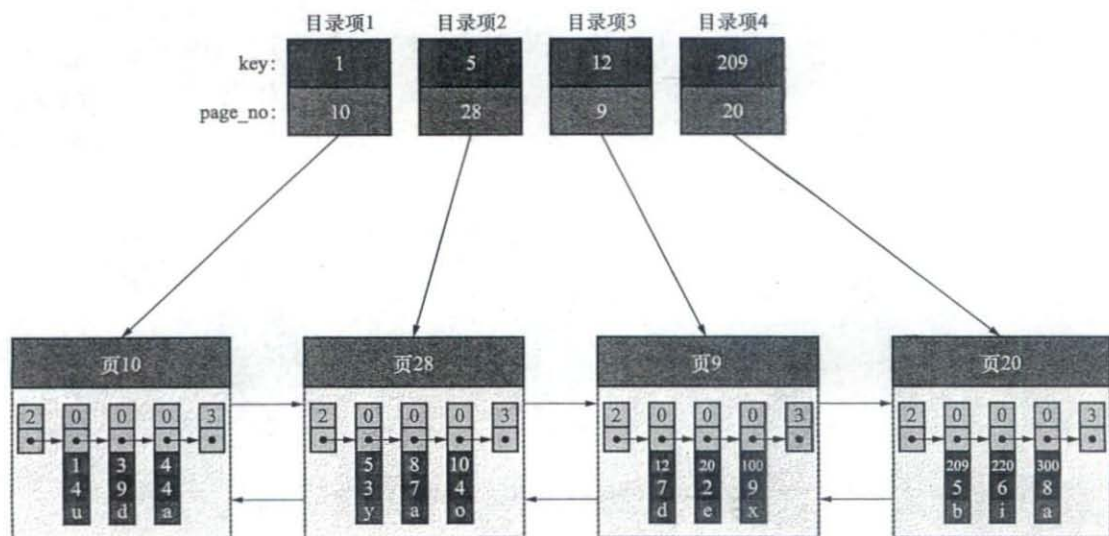 目录项1 目录项2 目录项3 目录项4
key: 1 5 12 209
page_no: 10 28 9 20
页10 页28 页9 页20
2 0 0 0 3 2 0 0 0 3 2 0 0 0 3 2 0 0 0 3
1 3 4 5 8 10 12 20 100 209 220 300
4 9 4 3 7 4 7 2 9 5 6 8
u d a y a o d e x b i a